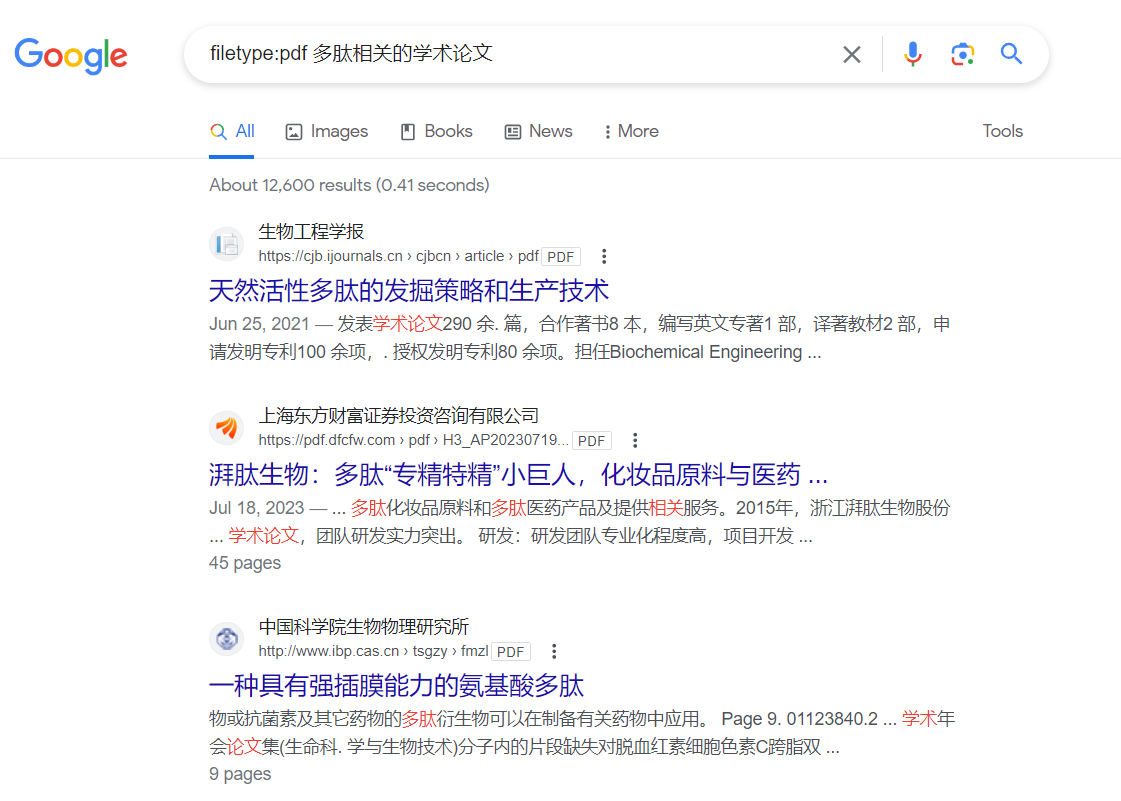 Google
filetype:pdf 多肽相关的学术论文
All Images Books News More Tools
About 12,600 results (0.41 seconds)
生物工程学报
https://cjb.ijournals.cn › cjbcn › article › pdf PDF
天然活性多肽的发掘策略和生产技术
Jun 25, 2021 — 发表学术论文290 余. 篇，合作著书8 本，编写英文专著1 部，译著教材2 部，申
请发明专利100 余项，. 授权发明专利80 余项。担任Biochemical Engineering ...
上海东方财富证券投资咨询有限公司
https://pdf.dfcfw.com › pdf › H3_AP20230719... PDF
湃肽生物：多肽“专精特精”小巨人，化妆品原料与医药 ...
Jul 18, 2023 — ... 多肽化妆品原料和多肽医药产品及提供相关服务。2015年，浙江湃肽生物股份
... 学术论文，团队研发实力突出。 研发：研发团队专业化程度高，项目开发 ...
45 pages
中国科学院生物物理研究所
http://www.ibp.cas.cn › tsgzy › fmzl PDF
一种具有强插膜能力的氨基酸多肽
物或抗菌素及其它药物的多肽衍生物可以在制备有关药物中应用。 Page 9. 01123840.2 ... 学术年
会论文集(生命科. 学与生物技术)分子内的片段缺失对脱血红素细胞色素C跨脂双 ...
9 pages